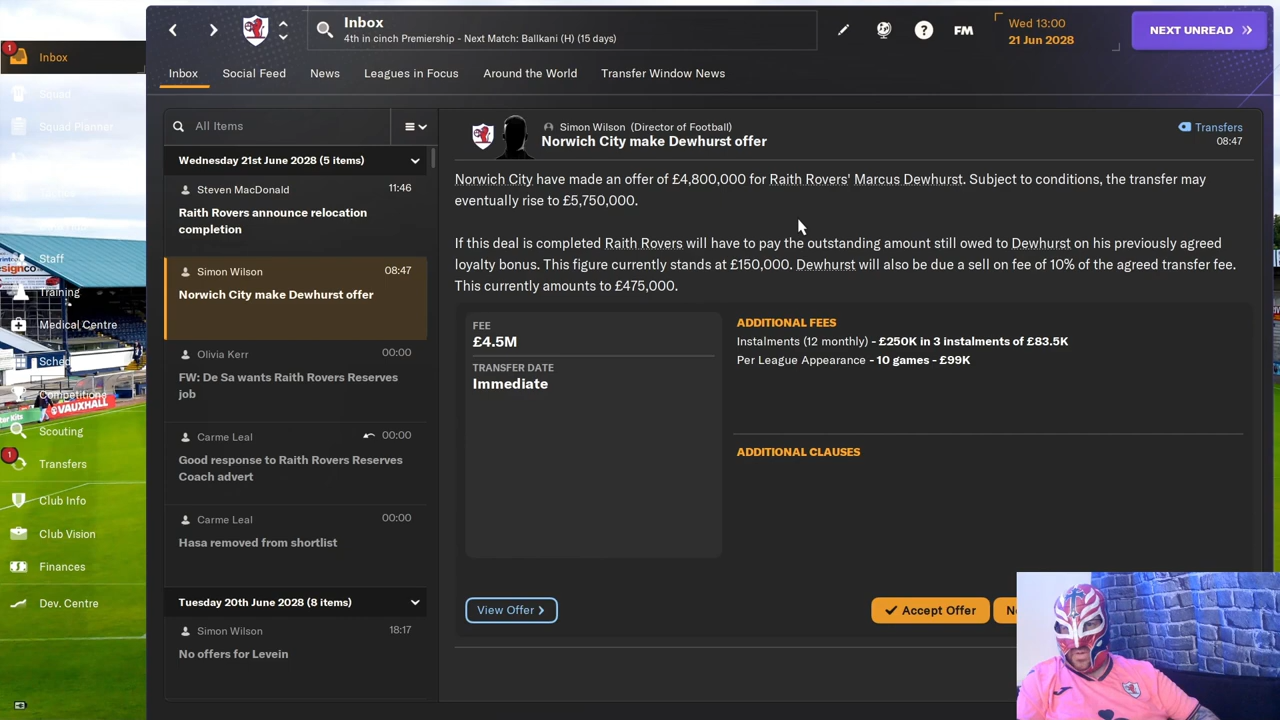 Inbox
4th in cinch Premiership - Next Match: Ballkani (H) (15 days)
FM
Wed 13:00
21 Jun 2028
NEXT UNREAD
1
Inbox
Squad
Squad Planner
Staff
Training
Medical Centre
Sched
Competitions
Scouting
1
Transfers
Club Info
Club Vision
Finances
Dev. Centre
VAUXHALL
Inbox
Social Feed
News
Leagues in Focus
Around the World
Transfer Window News
All Items
Wednesday 21st June 2028 (5 items)
Steven MacDonald
11:46
Raith Rovers announce relocation
completion
Simon Wilson
08:47
Norwich City make Dewhurst offer
Olivia Kerr
00:00
FW: De Sa wants Raith Rovers Reserves
job
Carme Leal
00:00
Good response to Raith Rovers Reserves
Coach advert
Carme Leal
00:00
Hasa removed from shortlist
Tuesday 20th June 2028 (8 items)
Simon Wilson
18:17
No offers for Levein
Simon Wilson (Director of Football)
Norwich City make Dewhurst offer
Transfers
08:47
Norwich City have made an offer of £4,800,000 for Raith Rovers' Marcus Dewhurst. Subject to conditions, the transfer may
eventually rise to £5,750,000.
If this deal is completed Raith Rovers will have to pay the outstanding amount still owed to Dewhurst on his previously agreed
loyalty bonus. This figure currently stands at £150,000. Dewhurst will also be due a sell on fee of 10% of the agreed transfer fee.
This currently amounts to £475,000.
FEE
£4.5M
TRANSFER DATE
Immediate
ADDITIONAL FEES
Instalments (12 monthly) - £250K in 3 instalments of £83.5K
Per League Appearance - 10 games - £99K
ADDITIONAL CLAUSES
View Offer
Accept Offer